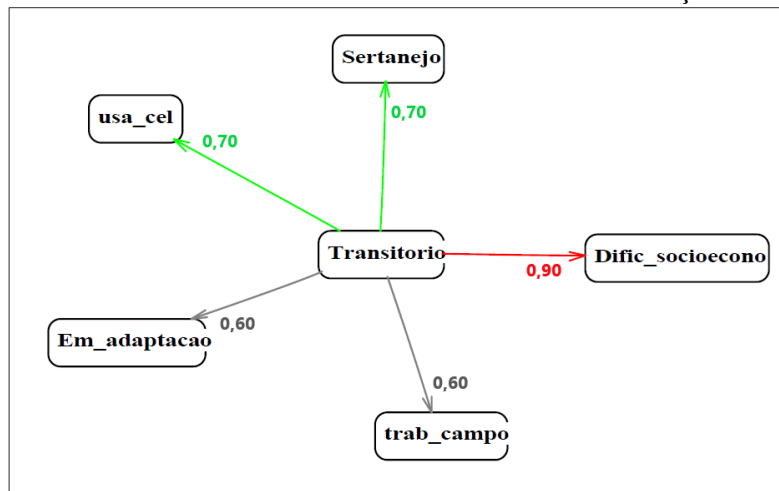 Sertanejo
usa_cel
0,70
0,70
Transitorio
Dific_socioecono
0,90
Em_adaptacao
0,60
0,60
trab_campo